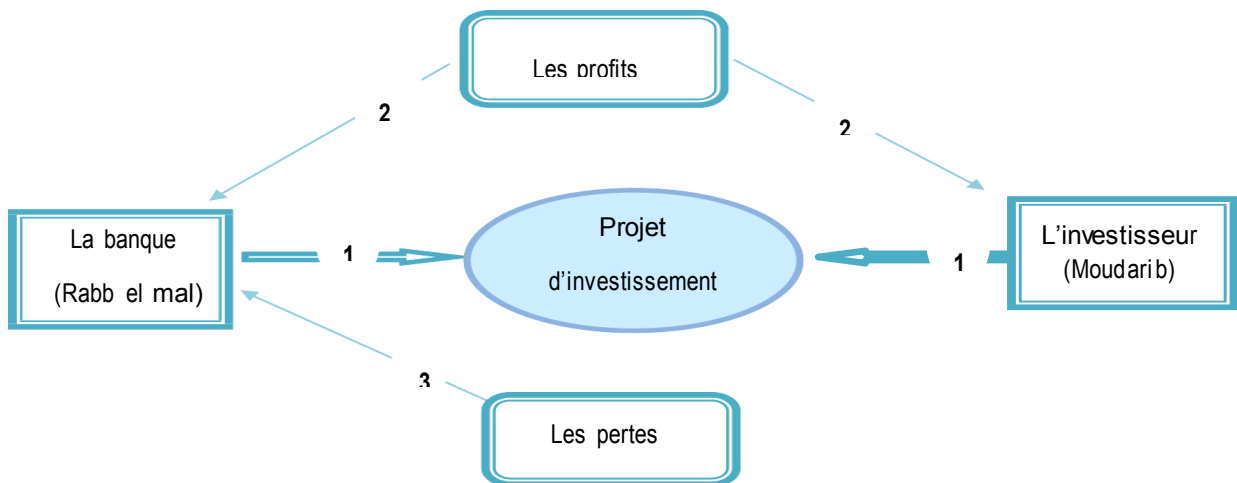 Les profits
2
2
La banque
(Rabb el mal)
1
Projet
d'investissement
1
L'investisseur
(Moudarib)
3
Les pertes